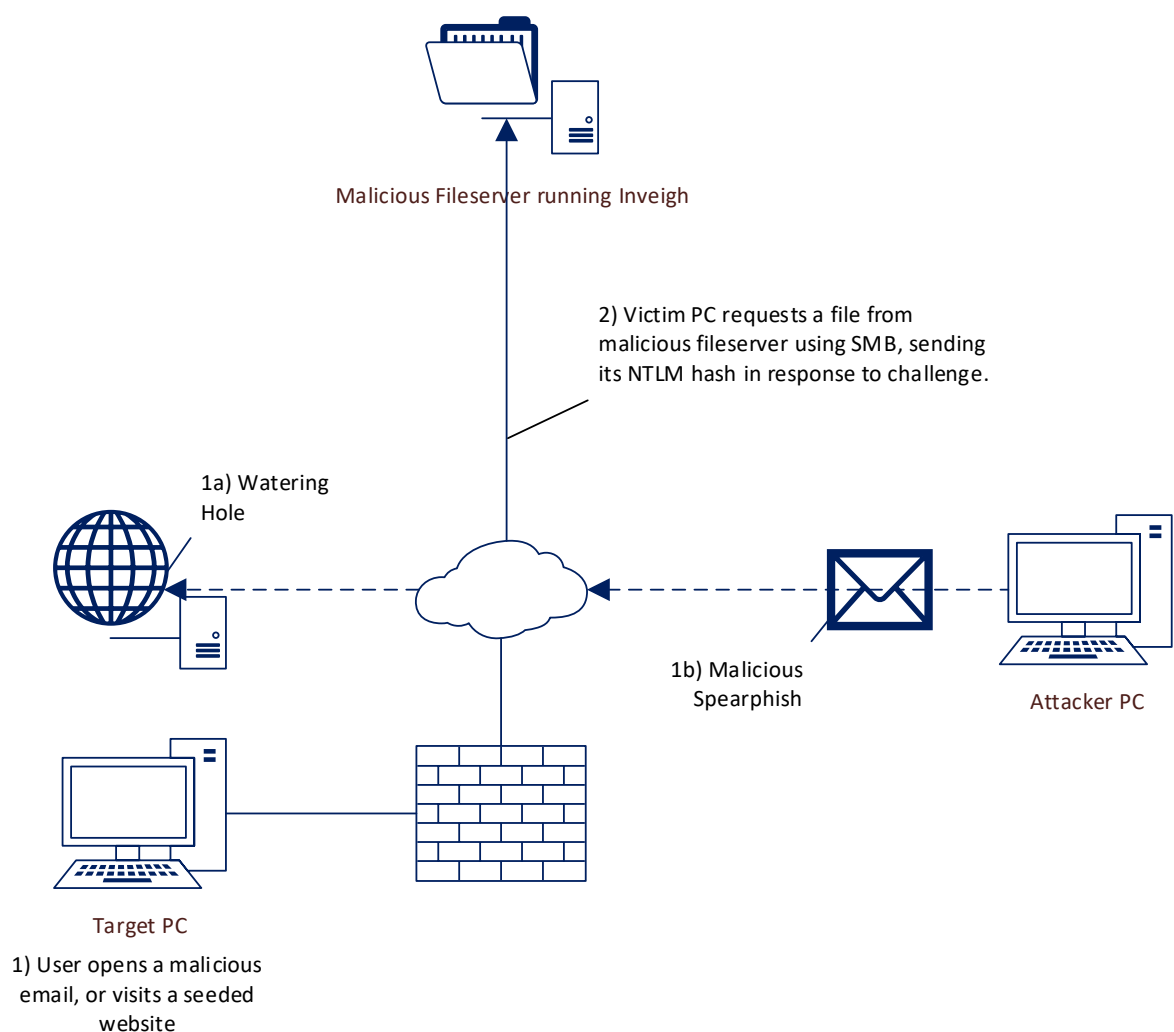 Malicious Fileserver running Inveigh
2) Victim PC requests a file from
malicious fileserver using SMB, sending
its NTLM hash in response to challenge.
1a) Watering
Hole
1b) Malicious
Spearphish
Attacker PC
Target PC
1) User opens a malicious
email, or visits a seeded
website